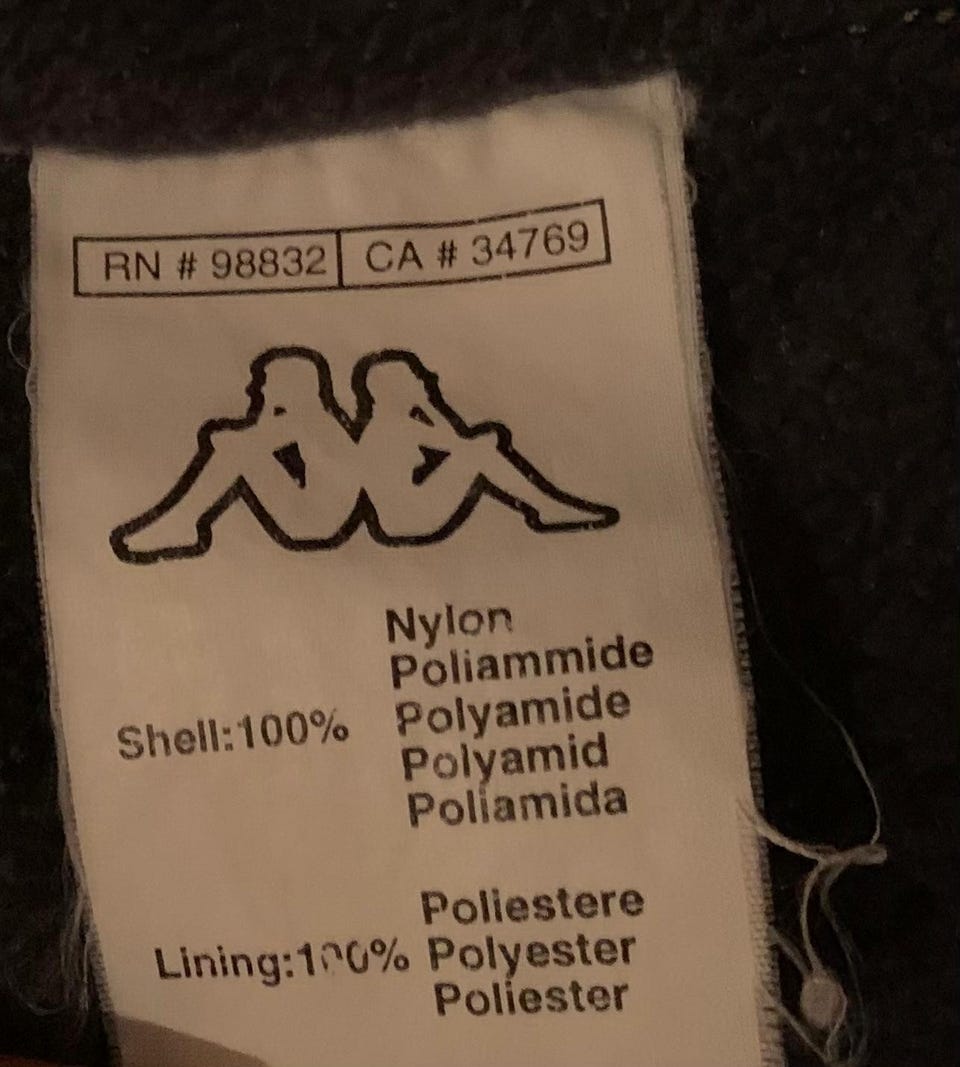 RN # 98832 CA # 34769
Nylon
Poliammide
Shell:100% Polyamide
Polyamid
Poliamida
Poliestere
Lining:100% Polyester
Poliester